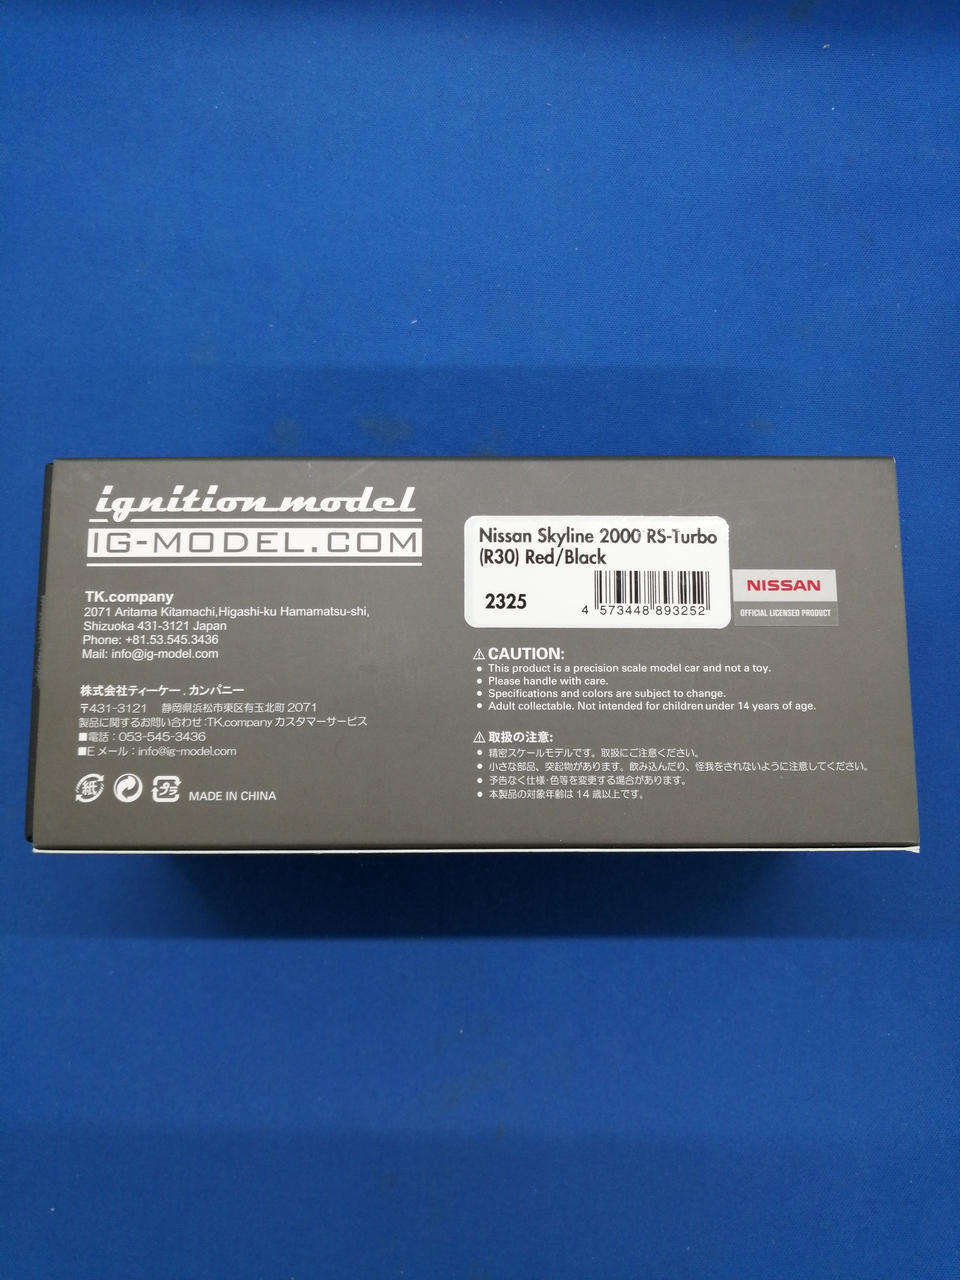 ignition model
IG-MODEL.COM
TK.company
2071 Aritama Kitamachi,Higashi-ku Hamamatsu-shi,
Shizuoka 431-3121 Japan
Phone: +81.53.545.3436
Mail: info@ig-model.com
株式会社ティーケー.カンパニー
〒431-3121 静岡県浜松市東区有玉北町 2071
製品に関するお問い合わせ:TK.company カスタマーサービス
■電話：053-545-3436
■E メール：info@ig-model.com
紙
プラ
MADE IN CHINA
Nissan Skyline 2000 RS-Turbo
(R30) Red/Black
2325
4 573448 893252
NISSAN
OFFICIAL LICENSED PRODUCT
⚠ CAUTION:
● This product is a precision scale model car and not a toy.
● Please handle with care.
● Specifications and colors are subject to change.
● Adult collectable. Not intended for children under 14 years of age.
⚠ 取扱の注意:
● 精密スケールモデルです。取扱にご注意ください。
● 小さな部品、突起物があります。飲み込んだり、怪我をされないように注意してください。
● 予告なく仕様・色等を変更する場合があります。
● 本製品の対象年齢は 14 歳以上です。